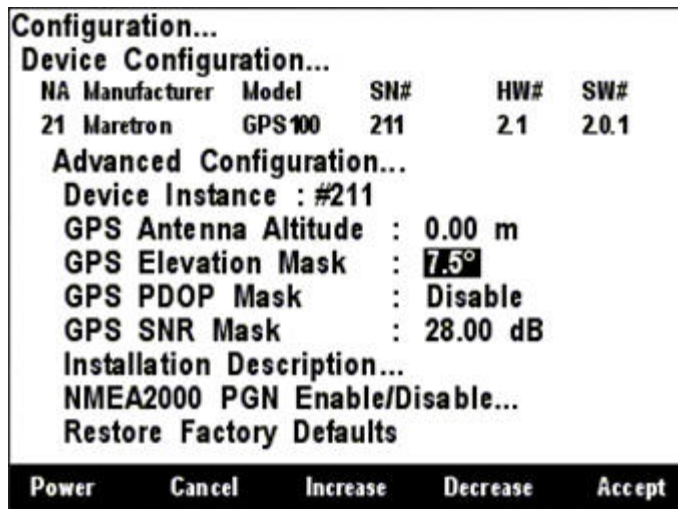 Configuration...
Device Configuration...
NA Manufacturer Model SN# HW# SW#
21 Maretron GPS100 211 2.1 2.0.1
Advanced Configuration...
Device Instance : #211
GPS Antenna Altitude : 0.00 m
GPS Elevation Mask : 7.5°
GPS PDOP Mask : Disable
GPS SNR Mask : 28.00 dB
Installation Description...
NMEA2000 PGN Enable/Disable...
Restore Factory Defaults
Power Cancel Increase Decrease Accept